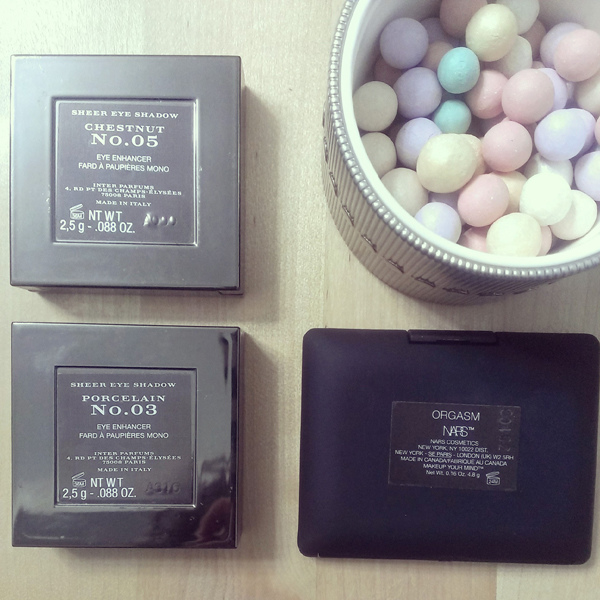 SHEER EYE SHADOW
CHESTNUT
No.05
EYE ENHANCER
FARD À PAUPIÈRES MONO
INTER PARFUMS
4, RD PT DES CHAMPS-ÉLYSÉES
75008 PARIS
MADE IN ITALY
NT WT
2,5 g - .088 OZ.
SHEER EYE SHADOW
PORCELAIN
No.03
EYE ENHANCER
FARD À PAUPIÈRES MONO
INTER PARFUMS
4, RD PT DES CHAMPS-ÉLYSÉES
75008 PARIS
MADE IN ITALY
NT WT
2,5 g - .088 OZ.
ORGASM
NARS™
NARS COSMETICS
NEW YORK, NY 10022 DIST.
NEW YORK - SE PARIS - LONDON (UK) W2 5RH
MADE IN CANADA/FABRIQUÉ AU CANADA
MAKEUP YOUR MIND™
Net Wt. 0.16 Oz. 4.8 g
24M